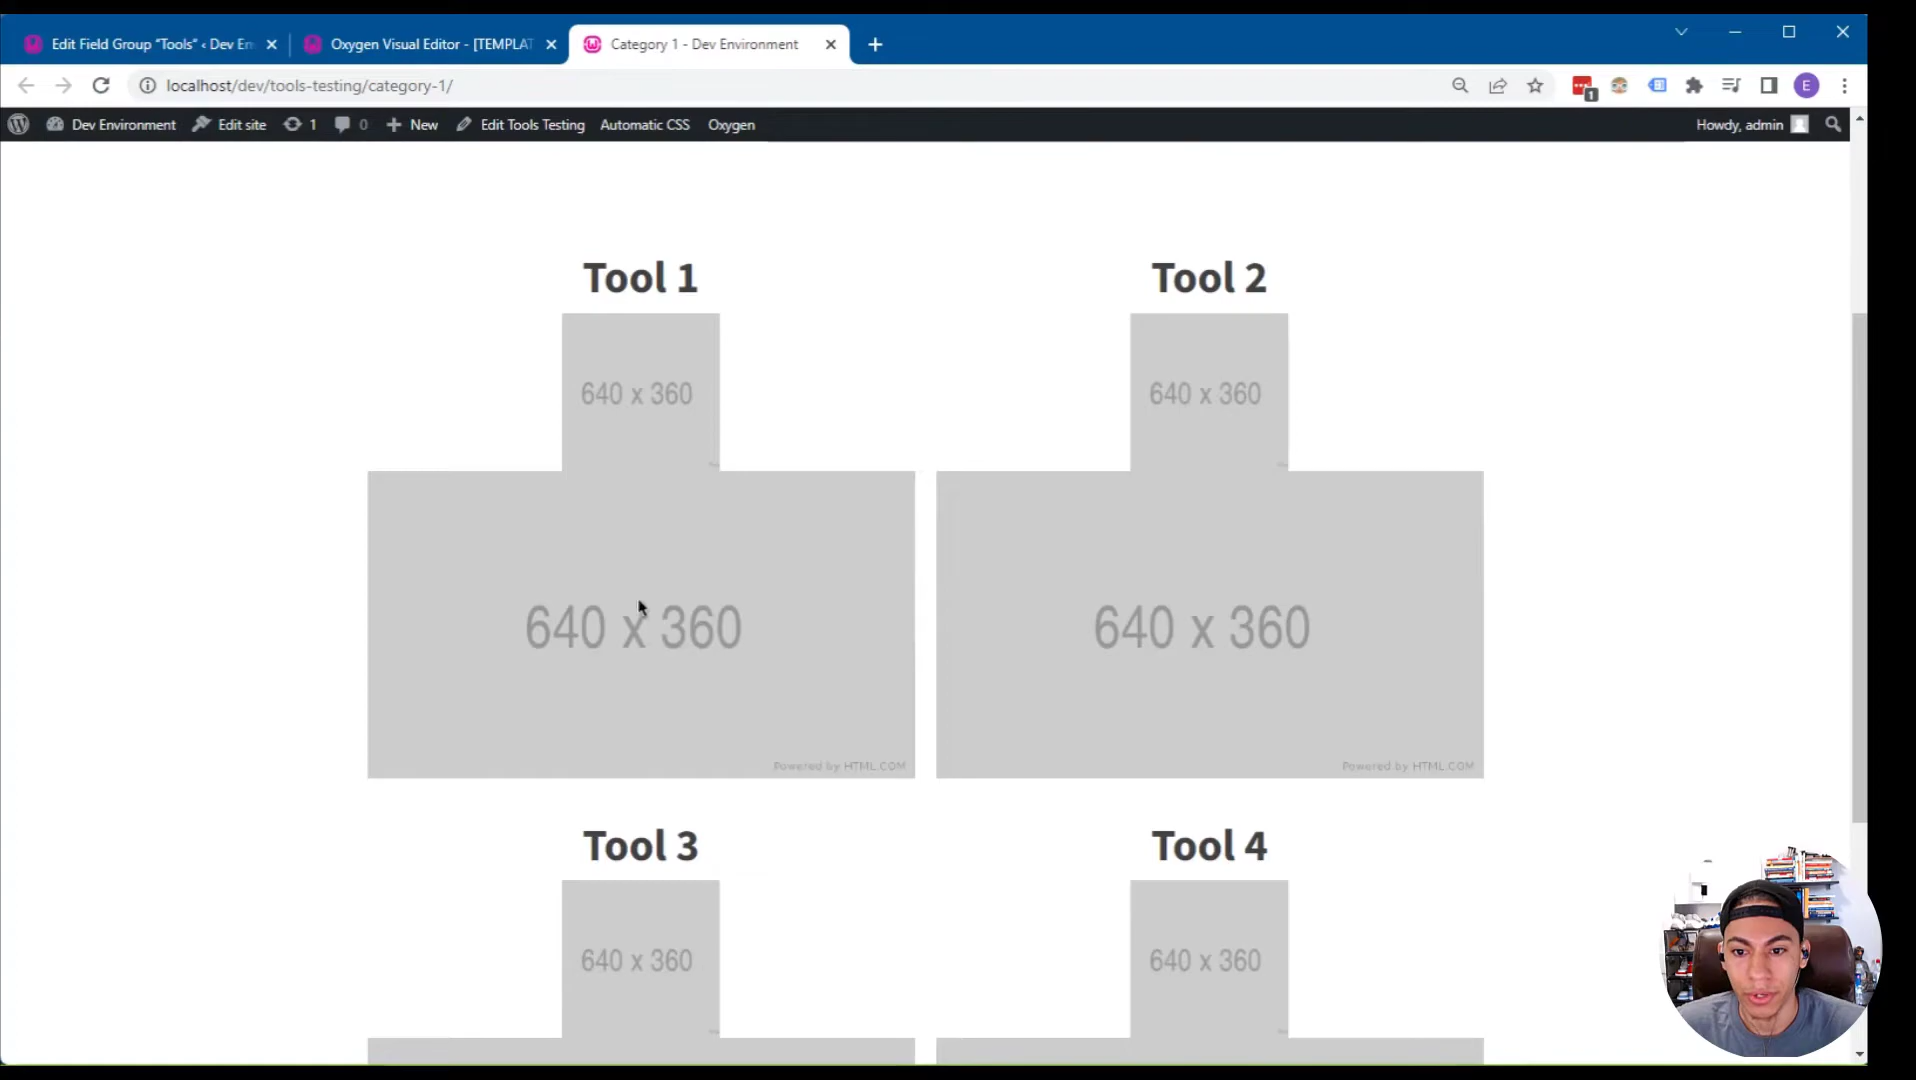 Edit Field Group "Tools" ‹ Dev En
Oxygen Visual Editor - [TEMPLAT
Category 1 - Dev Environment
localhost/dev/tools-testing/category-1/
1
E
Dev Environment
Edit site
1
0
New
Edit Tools Testing
Automatic CSS
Oxygen
Howdy, admin
Tool 1
Tool 2
640 x 360
640 x 360
640 x 360
640 x 360
Powered by HTML.COM
Powered by HTML.COM
Tool 3
Tool 4
640 x 360
640 x 360